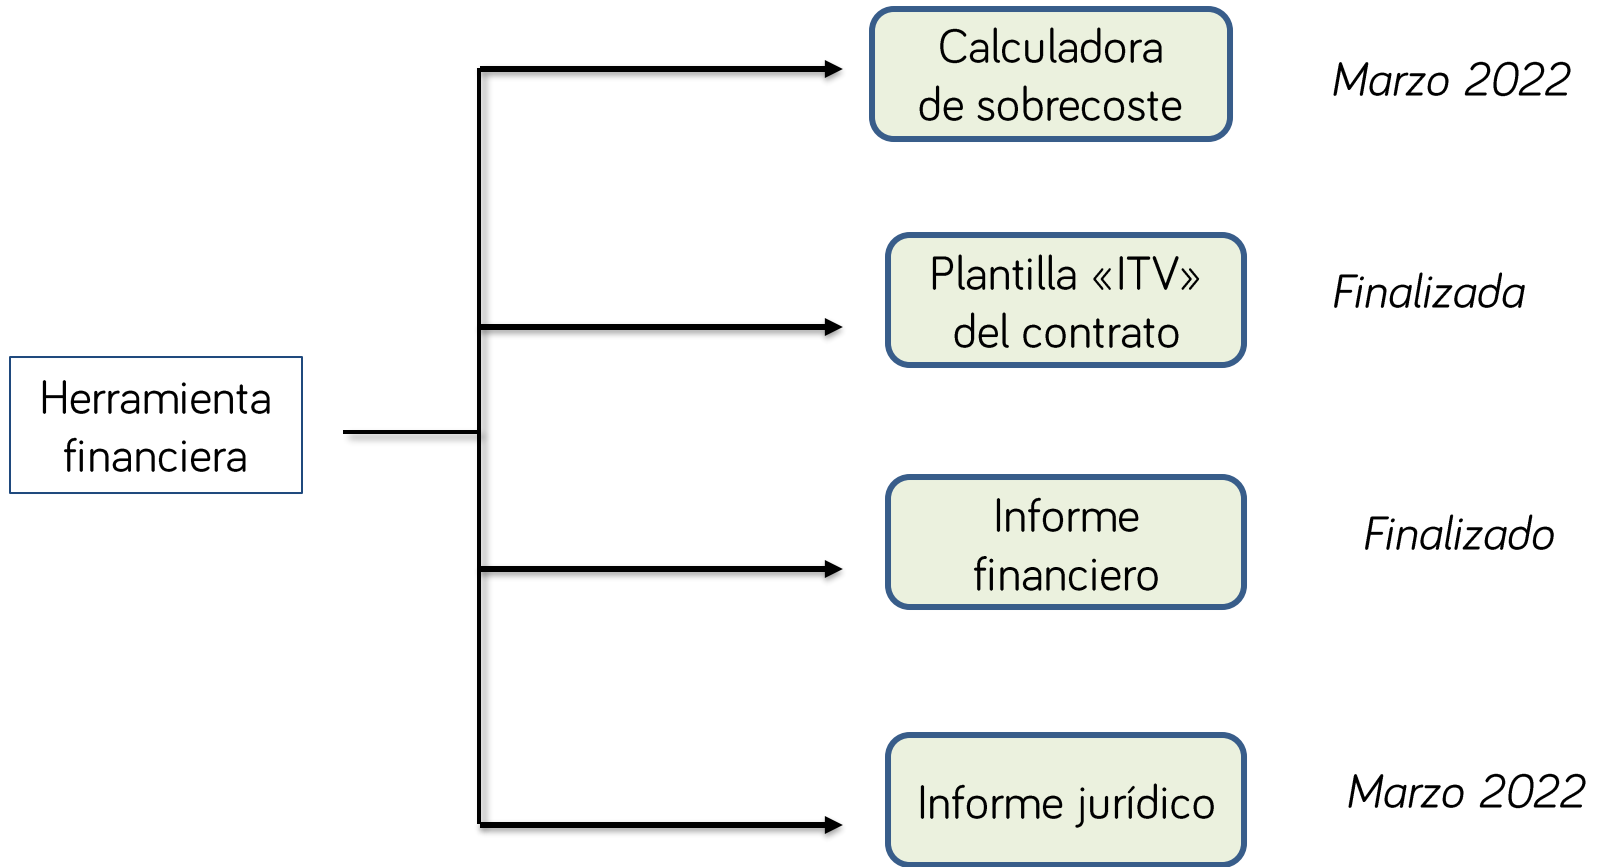 Calculadora
de sobrecoste
Marzo 2022
Plantilla «ITV»
del contrato
Finalizada
Herramienta
financiera
Informe
financiero
Finalizado
Informe jurídico
Marzo 2022